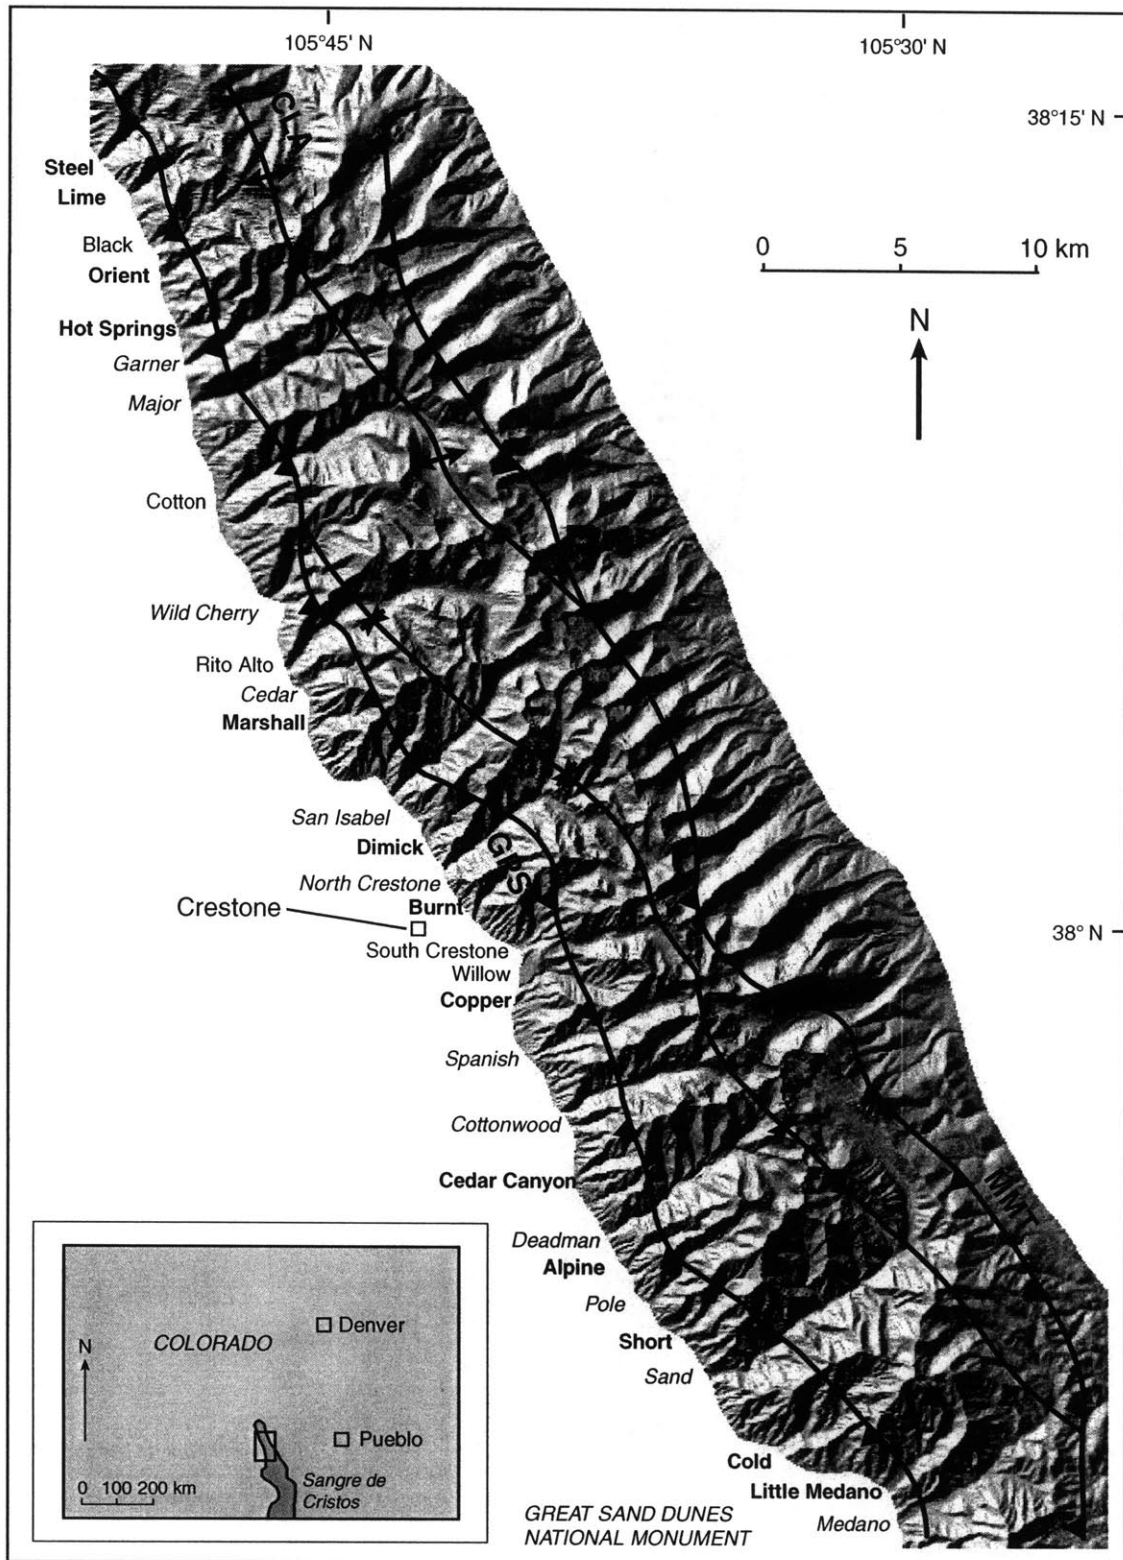 105°45' N
105°30' N
38°15' N
CLA
Steel
Lime
Black
Orient
0 5 10 km
Hot Springs
Garner
N
Major
Cotton
Wild Cherry
Rito Alto
Cedar
Marshall
San Isabel
Dimick
GPS
North Crestone
Burnt
Crestone
38° N
South Crestone
Willow
Copper
Spanish
Cottonwood
Cedar Canyon
MMT
Deadman
Alpine
Pole
Short
Sand
Cold
Little Medano
Medano
GREAT SAND DUNES
NATIONAL MONUMENT
Denver
COLORADO
N
Pueblo
0 100 200 km
Sangre de
Cristos